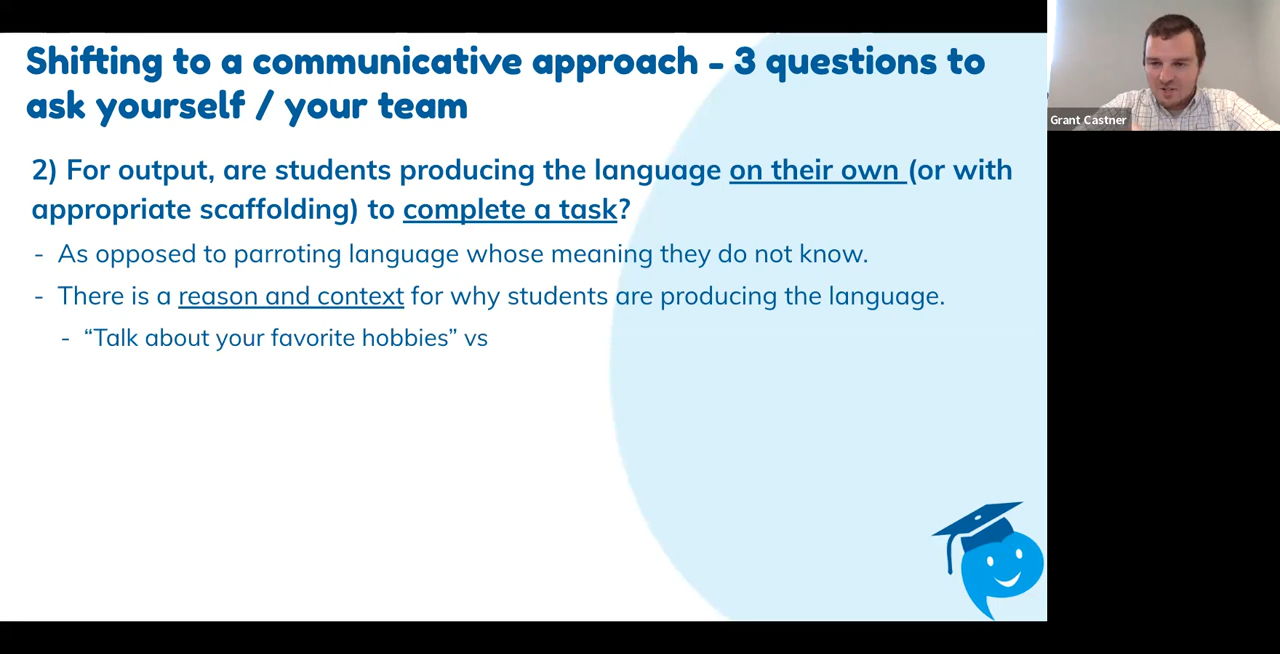 Shifting to a communicative approach - 3 questions to
ask yourself / your team
2) For output, are students producing the language on their own (or with
appropriate scaffolding) to complete a task?
- As opposed to parroting language whose meaning they do not know.
- There is a reason and context for why students are producing the language.
- “Talk about your favorite hobbies” vs
Grant Castner